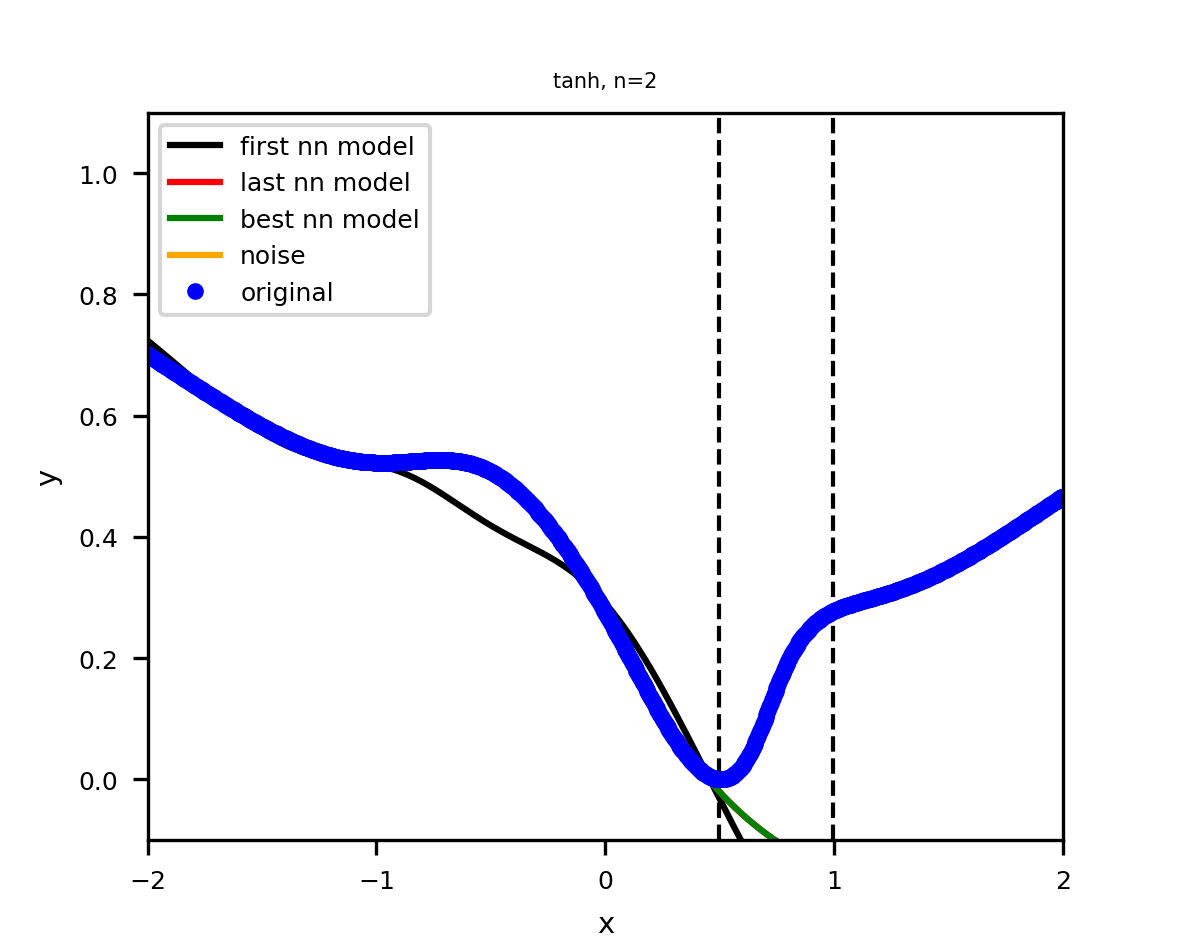 tanh, n=2
first nn model
last nn model
best nn model
noise
original
1.0
0.8
0.6
0.4
0.2
0.0
y
−2
−1
0
1
2
x